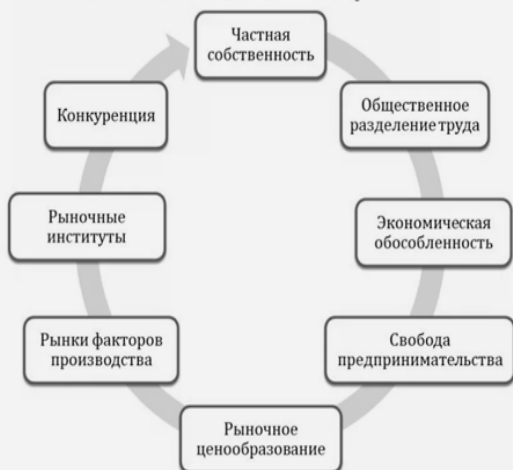 Частная
собственность
Общественное
разделение труда
Экономическая
обособленность
Свобода
предпринимательства
Рыночное
ценообразование
Рынки факторов
производства
Рыночные
институты
Конкуренция